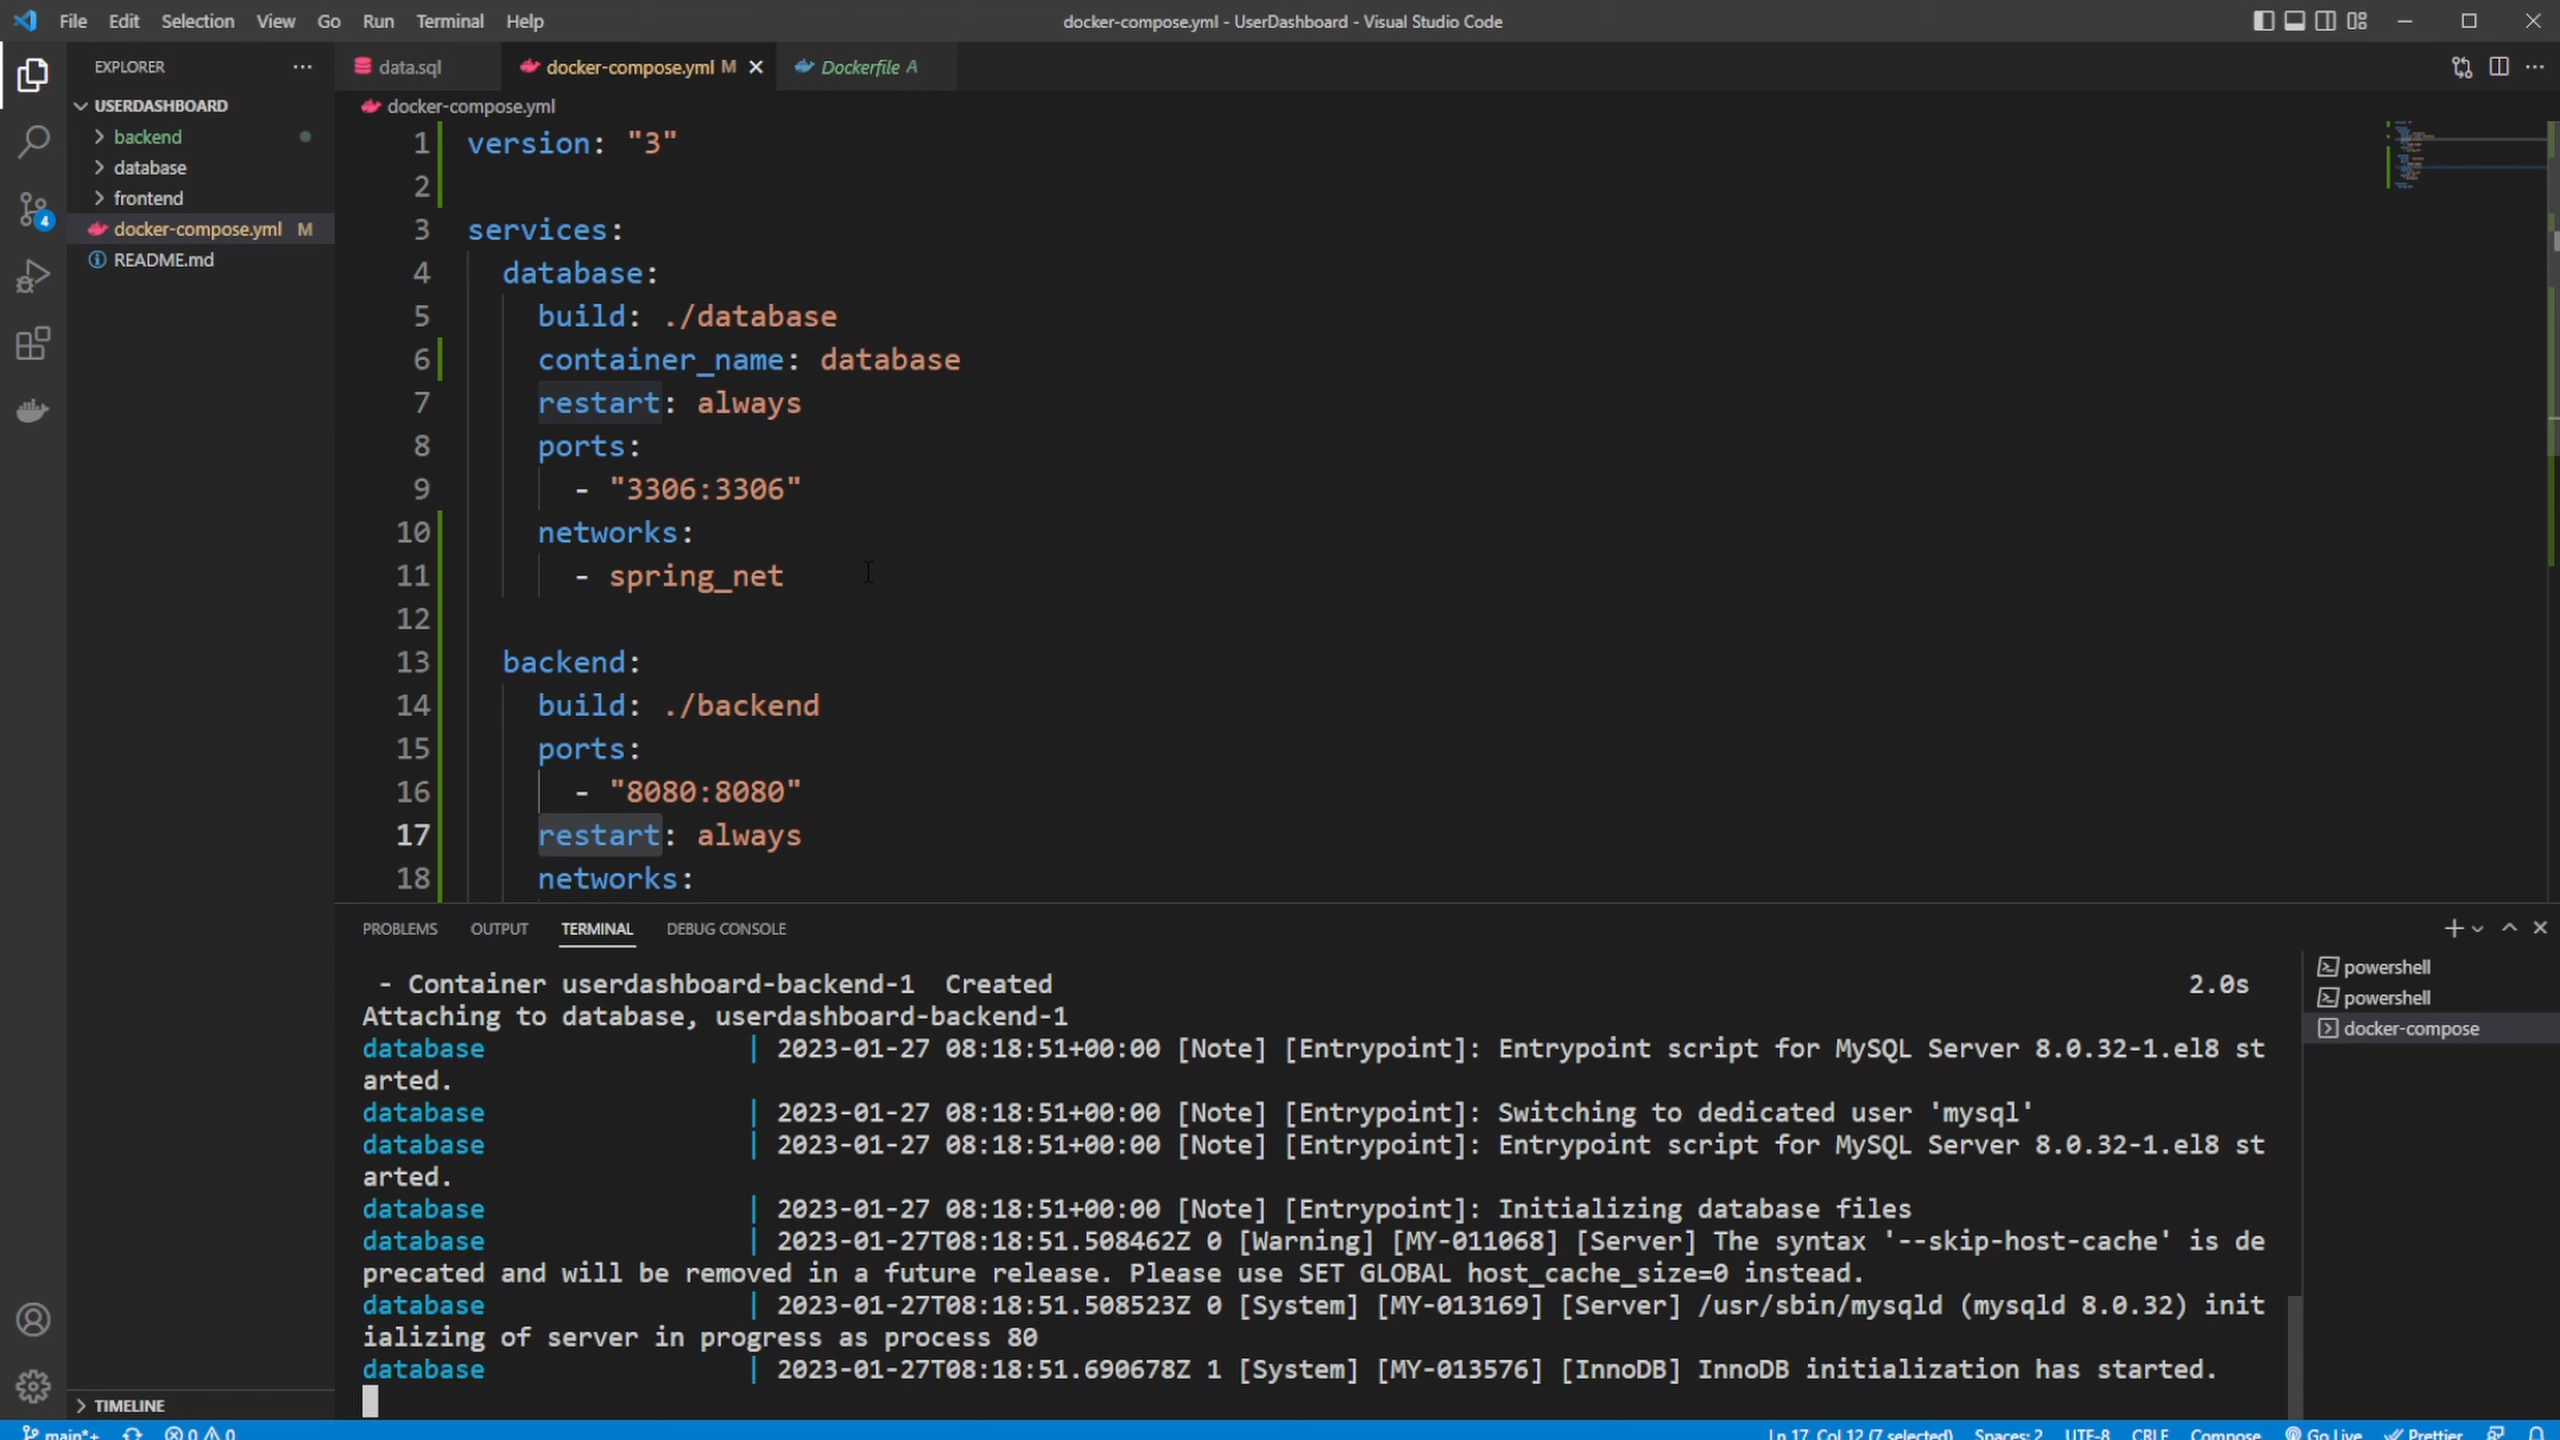 File Edit Selection View Go Run Terminal Help
docker-compose.yml - UserDashboard - Visual Studio Code
EXPLORER
USERDASHBOARD
backend
database
frontend
docker-compose.yml M
README.md
4
TIMELINE
data.sql
docker-compose.yml M
Dockerfile A
docker-compose.yml
1 version: "3"
2
3 services:
4 database:
5 build: ./database
6 container_name: database
7 restart: always
8 ports:
9 - "3306:3306"
10 networks:
11 - spring_net
12
13 backend:
14 build: ./backend
15 ports:
16 - "8080:8080"
17 restart: always
18 networks:
PROBLEMS OUTPUT TERMINAL DEBUG CONSOLE
- Container userdashboard-backend-1 Created 2.0s
Attaching to database, userdashboard-backend-1
database | 2023-01-27 08:18:51+00:00 [Note] [Entrypoint]: Entrypoint script for MySQL Server 8.0.32-1.el8 st
arted.
database | 2023-01-27 08:18:51+00:00 [Note] [Entrypoint]: Switching to dedicated user 'mysql'
database | 2023-01-27 08:18:51+00:00 [Note] [Entrypoint]: Entrypoint script for MySQL Server 8.0.32-1.el8 st
arted.
database | 2023-01-27 08:18:51+00:00 [Note] [Entrypoint]: Initializing database files
database | 2023-01-27T08:18:51.508462Z 0 [Warning] [MY-011068] [Server] The syntax '--skip-host-cache' is de
precated and will be removed in a future release. Please use SET GLOBAL host_cache_size=0 instead.
database | 2023-01-27T08:18:51.508523Z 0 [System] [MY-013169] [Server] /usr/sbin/mysqld (mysqld 8.0.32) init
ializing of server in progress as process 80
database | 2023-01-27T08:18:51.690678Z 1 [System] [MY-013576] [InnoDB] InnoDB initialization has started.
powershell
powershell
docker-compose
main*+ 0 0 Ln 17, Col 12 (7 selected) Spaces: 2 UTF-8 CRLF Compose Go Live Prettier